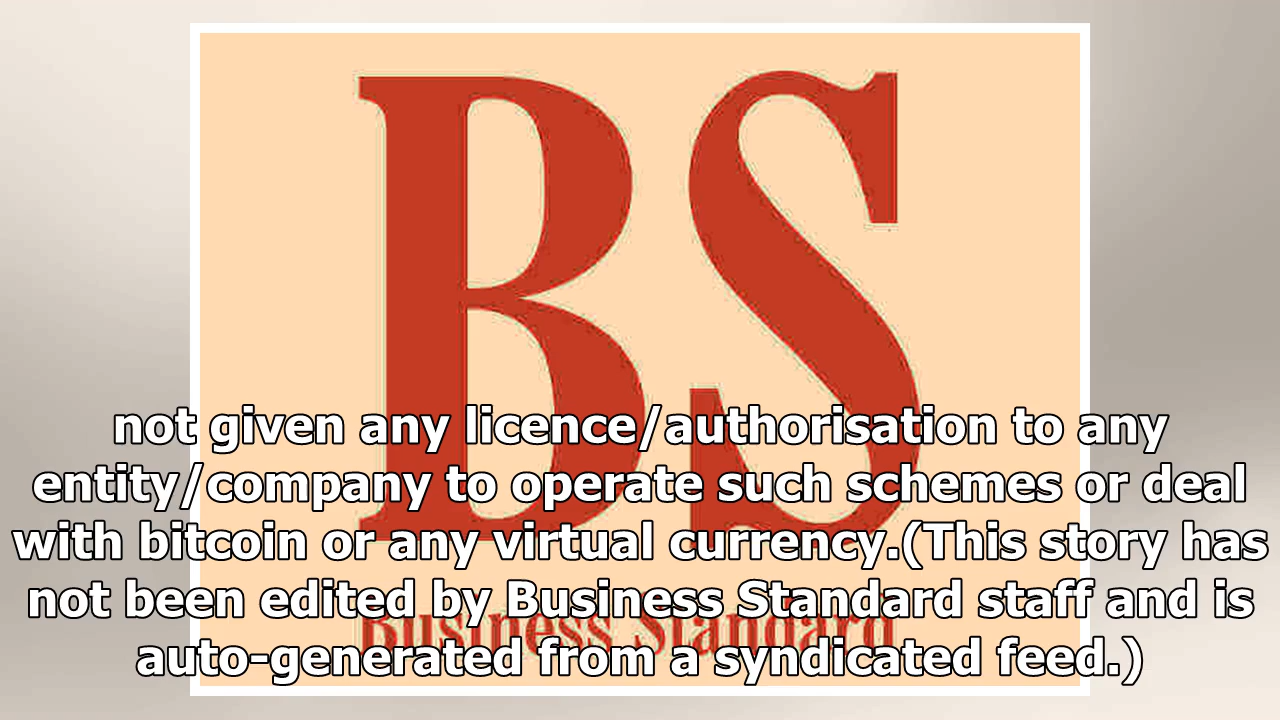 BS
not given any licence/authorisation to any
entity/company to operate such schemes or deal
with bitcoin or any virtual currency.(This story has
not been edited by Business Standard staff and is
Business Standard
auto-generated from a syndicated feed.)